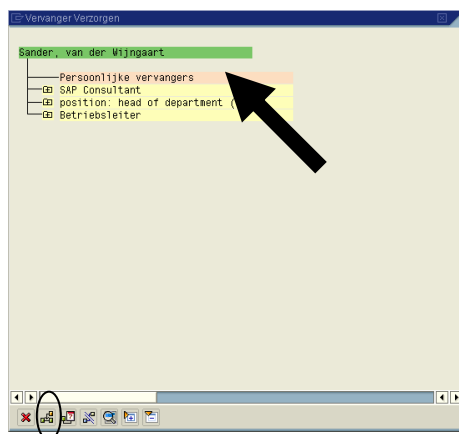 Vervanger Verzorgen
Sander, van der Wijngaart
Persoonlijke vervangers
SAP Consultant
position: head of department (
Betriebsleiter